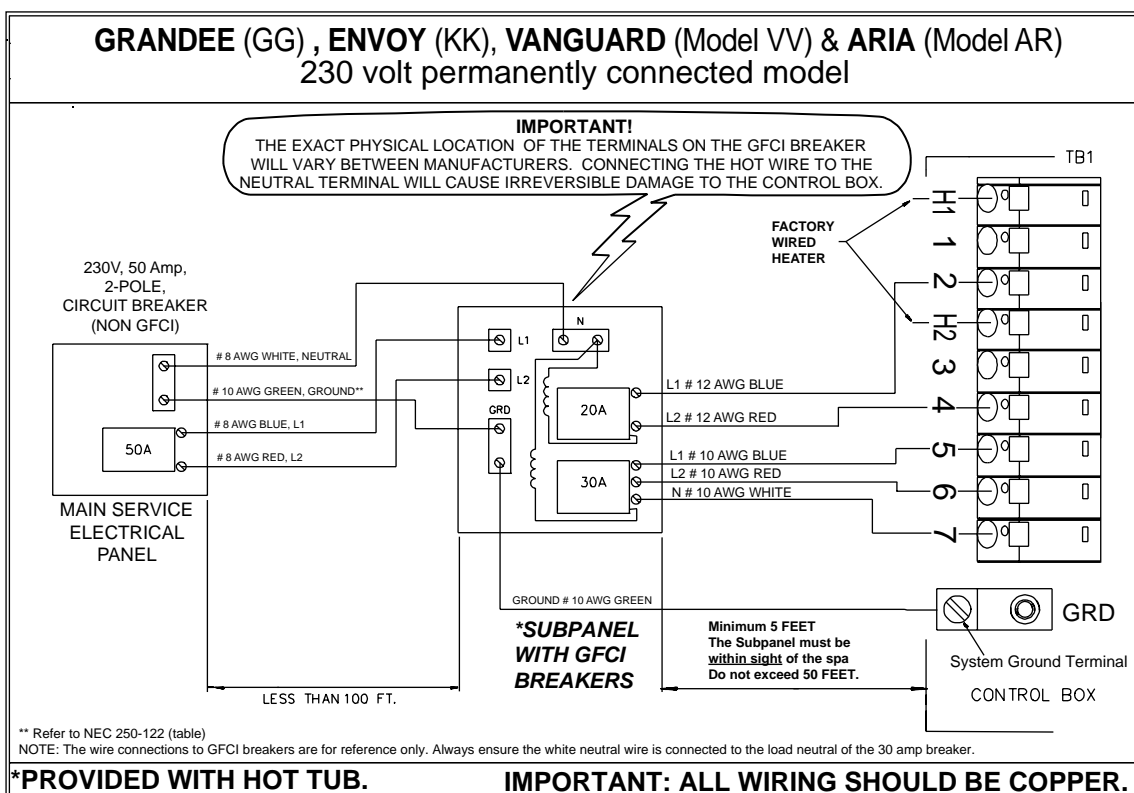 GRANDEE (GG) , ENVOY (KK), VANGUARD (Model VV) & ARIA (Model AR)
230 volt permanently connected model
IMPORTANT!
THE EXACT PHYSICAL LOCATION OF THE TERMINALS ON THE GFCI BREAKER
WILL VARY BETWEEN MANUFACTURERS. CONNECTING THE HOT WIRE TO THE
NEUTRAL TERMINAL WILL CAUSE IRREVERSIBLE DAMAGE TO THE CONTROL BOX.
TB1
H1
1
2
H2
3
4
5
6
7
FACTORY
WIRED
HEATER
230V, 50 Amp,
2-POLE,
CIRCUIT BREAKER
(NON GFCI)
# 8 AWG WHITE, NEUTRAL
# 10 AWG GREEN, GROUND**
# 8 AWG BLUE, L1
# 8 AWG RED, L2
50A
MAIN SERVICE
ELECTRICAL
PANEL
N
L1
L2
GRD
20A
30A
L1 # 12 AWG BLUE
L2 # 12 AWG RED
L1 # 10 AWG BLUE
L2 # 10 AWG RED
N # 10 AWG WHITE
GROUND # 10 AWG GREEN
GRD
System Ground Terminal
CONTROL BOX
*SUBPANEL
WITH GFCI
BREAKERS
Minimum 5 FEET
The Subpanel must be
within sight of the spa
Do not exceed 50 FEET.
LESS THAN 100 FT.
** Refer to NEC 250-122 (table)
NOTE: The wire connections to GFCI breakers are for reference only. Always ensure the white neutral wire is connected to the load neutral of the 30 amp breaker.
*PROVIDED WITH HOT TUB.
IMPORTANT: ALL WIRING SHOULD BE COPPER.